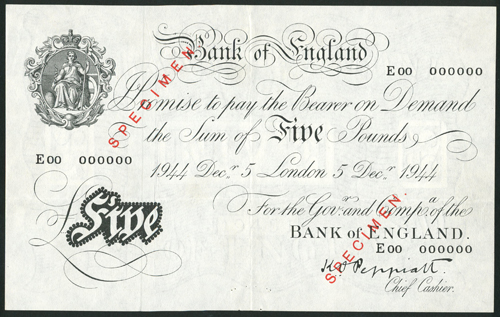 Bank of England
E00 000000
I Promise to pay the Bearer on Demand
the Sum of Five Pounds
E00 000000
1944 Decr. 5 London 5 Decr. 1944
For the Govr. and Compa. of the
Five
BANK OF ENGLAND.
E00 000000
K O Peppiatt
Chief Cashier.
SPECIMEN
SPECIMEN